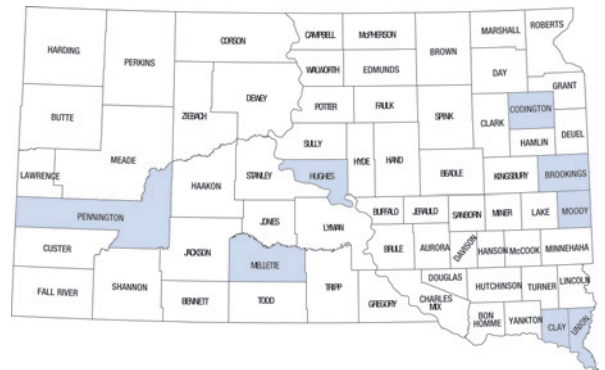 HARDING
PERKINS
CORSON
CAMPBELL
McPHERSON
BROWN
MARSHALL
ROBERTS
WALWORTH
EDMUNDS
DAY
GRANT
BUTTE
ZIEBACH
DEWEY
POTTER
FAULK
SPINK
CLARK
CODINGTON
HAMLIN
DEUEL
MEADE
SULLY
LAWRENCE
HAAKON
STANLEY
HUGHES
HYDE
HAND
BEADLE
KINGSBURY
BROOKINGS
PENNINGTON
JONES
LYMAN
BUFFALO
JERAULD
SANBORN
MINER
LAKE
MOODY
CUSTER
JACKSON
MELLETTE
BRULE
AURORA
DAVISON
HANSON
McCOOK
MINNEHAHA
FALL RIVER
SHANNON
BENNETT
TODD
TRIPP
GREGORY
CHARLES
MIX
DOUGLAS
HUTCHINSON
TURNER
LINCOLN
BON
HOMME
YANKTON
CLAY
UNION